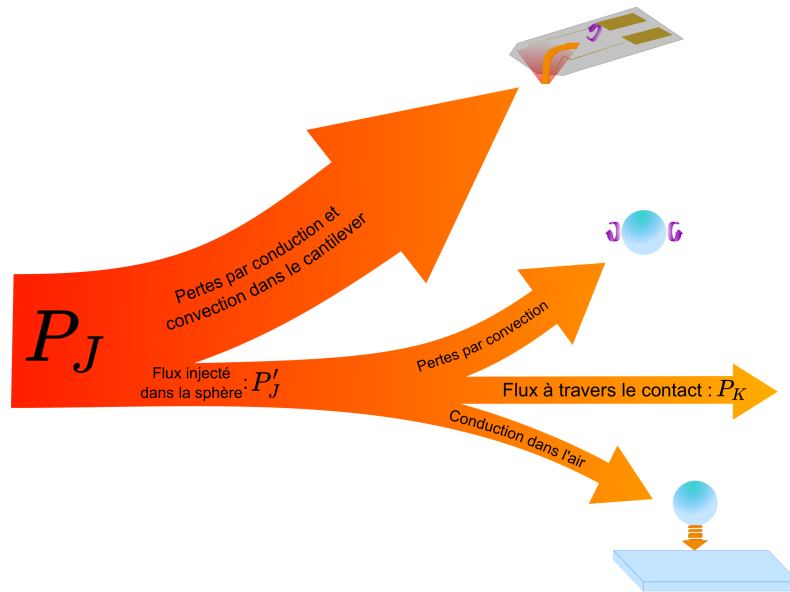 Pertes par conduction et
convection dans le cantilever
P_J
Flux injecté
dans la sphère : P'_J
Pertes par convection
Flux à travers le contact : P_K
Conduction dans l'air